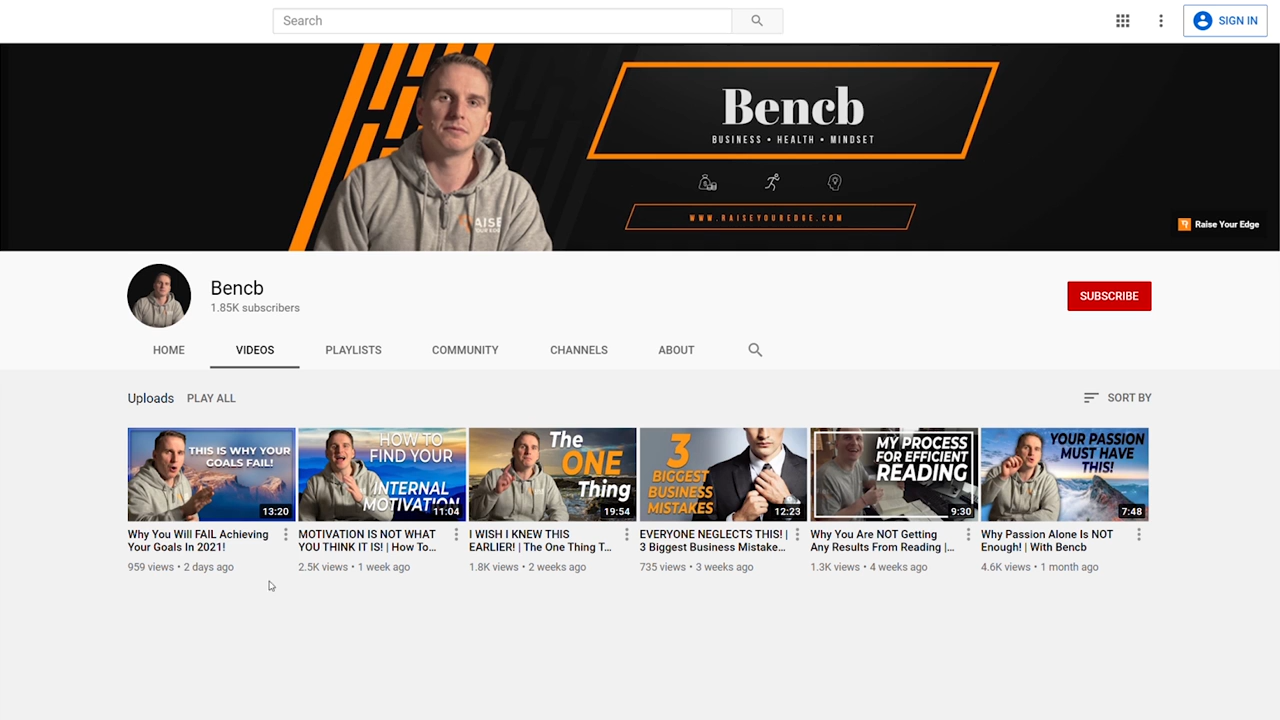 Search
SIGN IN
Bencb
BUSINESS • HEALTH • MINDSET
WWW.RAISEYOUREDGE.COM
RAISE
YOUR EDGE
Raise Your Edge
Bencb
1.85K subscribers
SUBSCRIBE
HOME VIDEOS PLAYLISTS COMMUNITY CHANNELS ABOUT
Uploads PLAY ALL
SORT BY
THIS IS WHY YOUR
GOALS FAIL!
13:20
Why You Will FAIL Achieving
Your Goals In 2021!
959 views • 2 days ago
HOW TO
FIND YOUR
INTERNAL
MOTIVATION
11:04
MOTIVATION IS NOT WHAT
YOU THINK IT IS! | How To...
2.5K views • 1 week ago
The
ONE
Thing
19:54
I WISH I KNEW THIS
EARLIER! | The One Thing T...
1.8K views • 2 weeks ago
3
BIGGEST
BUSINESS
MISTAKES
12:23
EVERYONE NEGLECTS THIS! |
3 Biggest Business Mistake...
735 views • 3 weeks ago
MY PROCESS
FOR EFFICIENT
READING
9:30
Why You Are NOT Getting
Any Results From Reading |...
1.3K views • 4 weeks ago
YOUR PASSION
MUST HAVE
THIS!
7:48
Why Passion Alone Is NOT
Enough! | With Bencb
4.6K views • 1 month ago